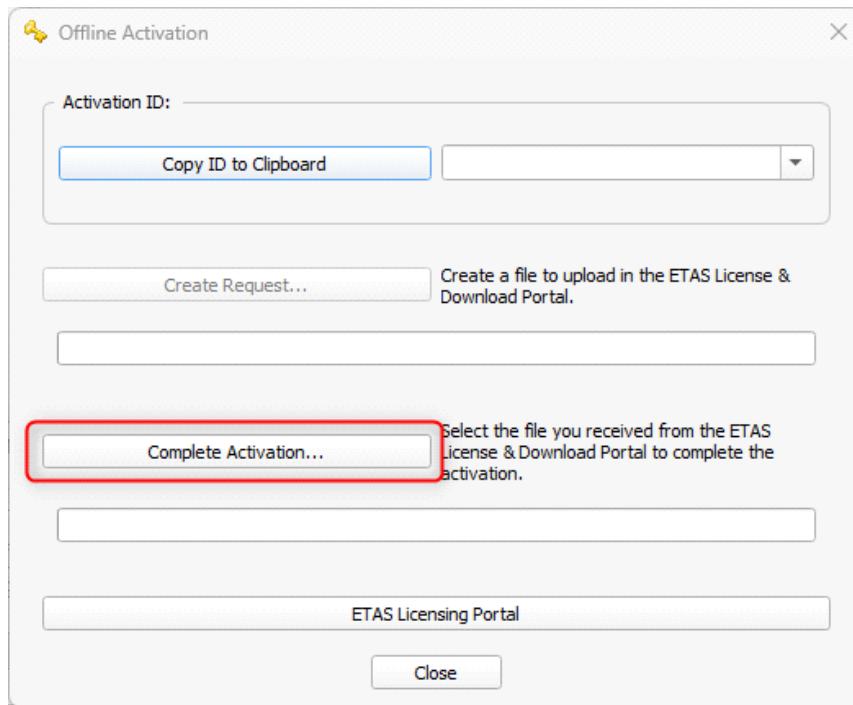 Offline Activation
Activation ID:
Copy ID to Clipboard
Create Request...
Create a file to upload in the ETAS License &
Download Portal.
Complete Activation...
Select the file you received from the ETAS
License & Download Portal to complete the
activation.
ETAS Licensing Portal
Close